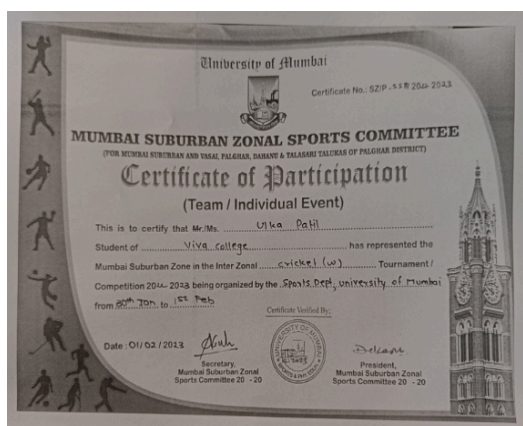 University of Mumbai
Certificate No.: SZ/P 2022-2023
MUMBAI SUBURBAN ZONAL SPORTS COMMITTEE
(FOR MUMBAI SUBURBAN AND VASAI, PALGHAR, DAHANU & TALASARI TALUKAS OF PALGHAR DISTRICT)
Certificate of Participation
(Team / Individual Event)
This is to certify that Mr./Ms. Ulka Patil
Student of Viva college has represented the
Mumbai Suburban Zone in the Inter Zonal cricket (w) Tournament /
Competition 2022 2023 being organized by the Sports Dept, university of Mumbai
from 30th Jan to 1st Feb
Certificate Verified By:
Date : 01/02/2023
Secretary,
Mumbai Suburban Zonal
Sports Committee 20 - 20
UNIVERSITY OF MUMBAI
President,
Mumbai Suburban Zonal
Sports Committee 20 - 20